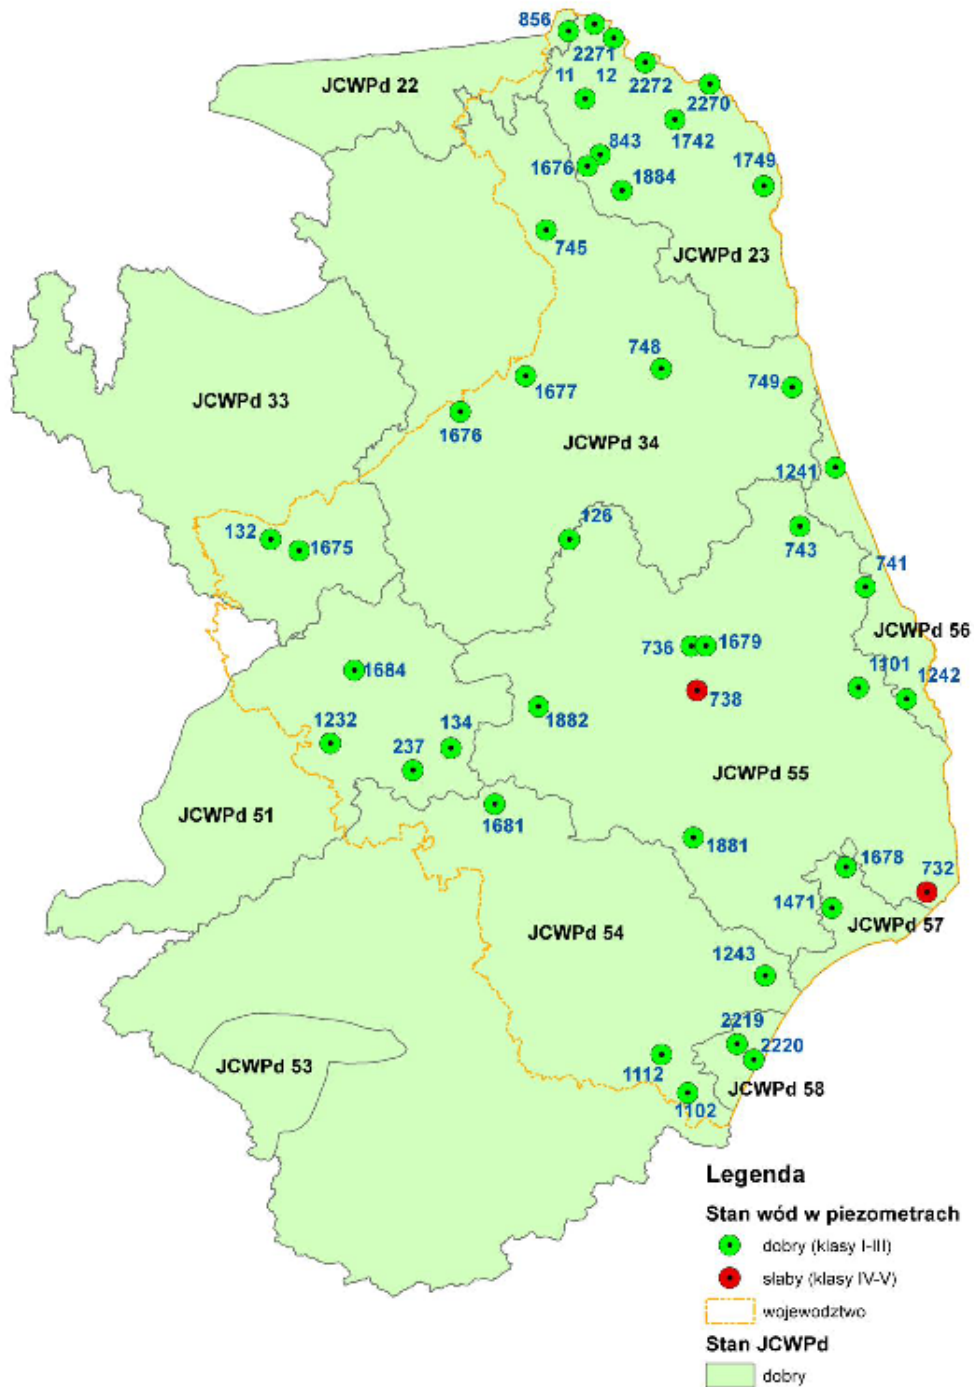 856
2271
11
12
2272
2270
JCWPd 22
1742
843
1676
1884
1749
745
JCWPd 23
748
749
1677
1676
JCWPd 33
JCWPd 34
1241
126
132
1675
743
741
JCWPd 56
736
1679
1101
1242
1684
738
1882
1232
134
237
JCWPd 55
JCWPd 51
1681
1881
1678
732
1471
JCWPd 57
JCWPd 54
1243
2219
2220
JCWPd 53
1112
JCWPd 58
1102
Legenda
Stan wód w piezometrach
dobry (klasy I-III)
słaby (klasy IV-V)
wojewodztwo
Stan JCWPd
dobry